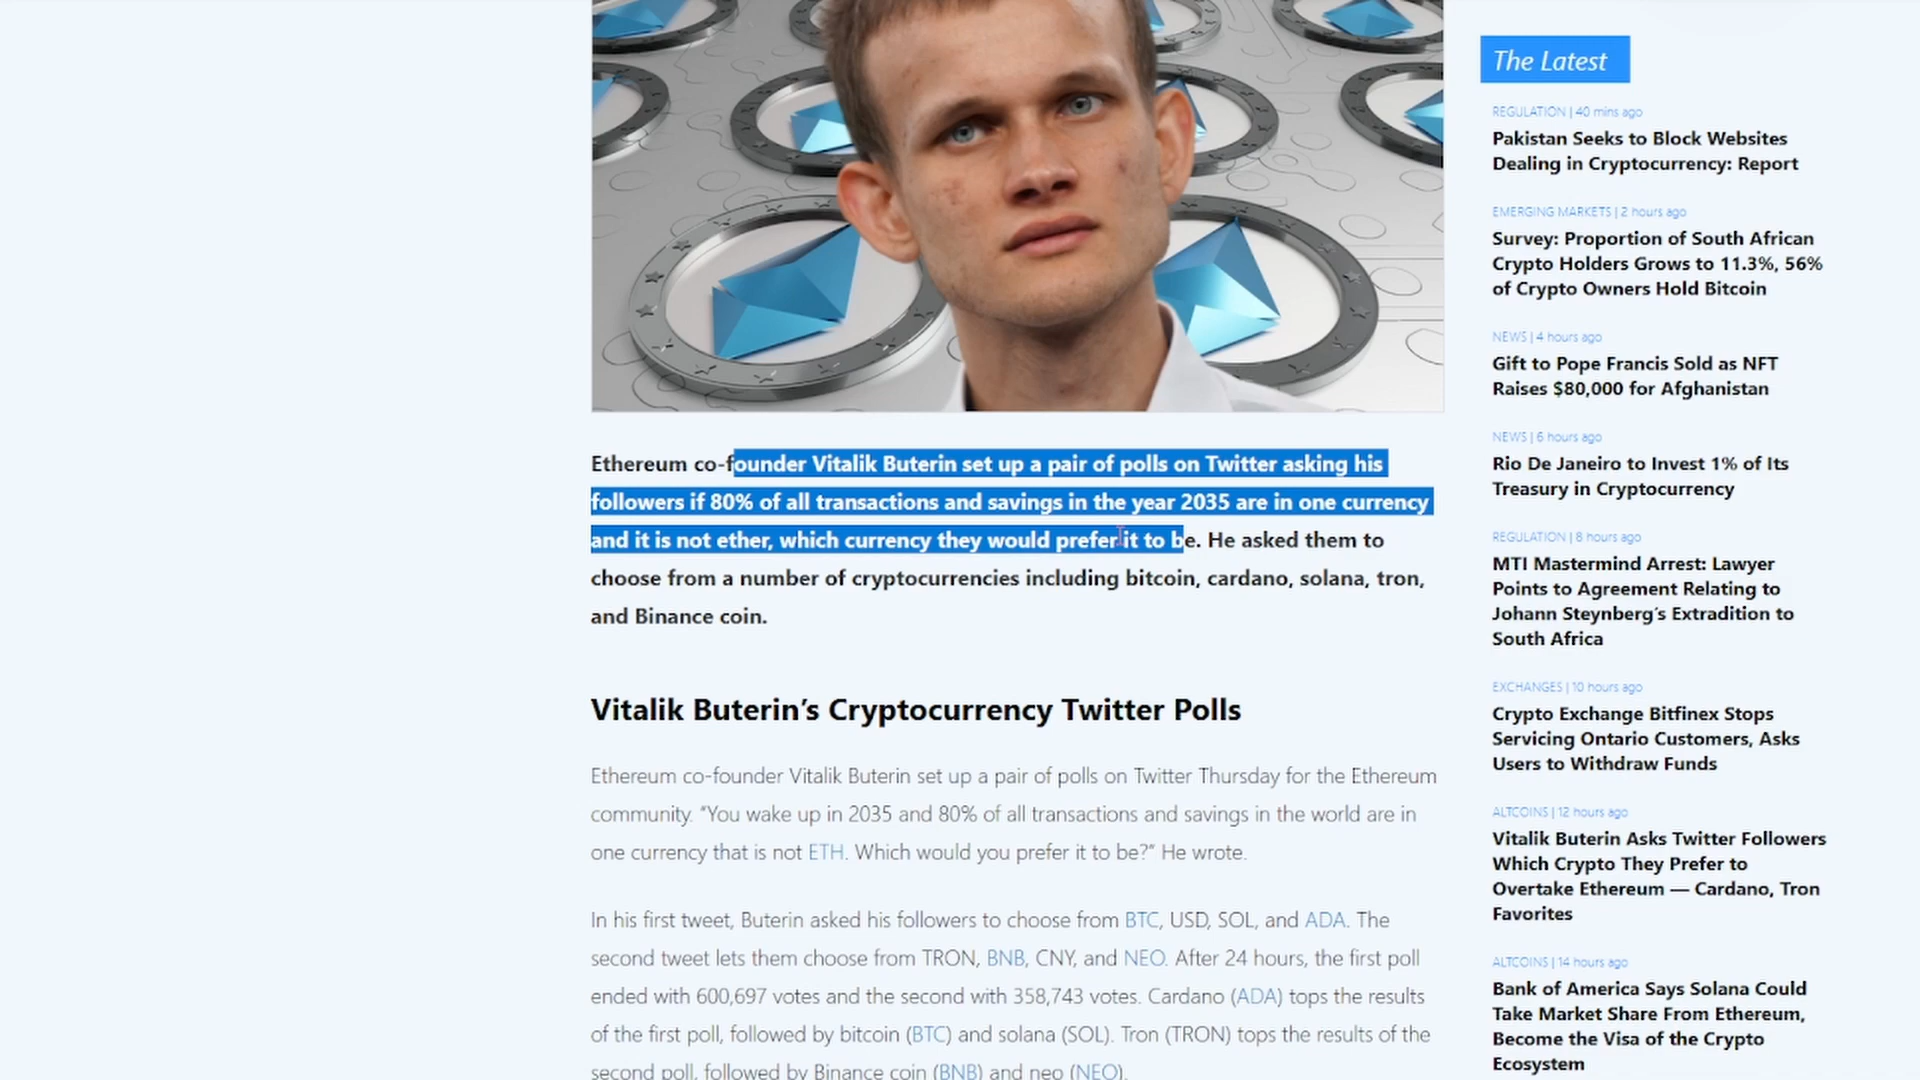 Ethereum co-founder Vitalik Buterin set up a pair of polls on Twitter asking his
followers if 80% of all transactions and savings in the year 2035 are in one currency
and it is not ether, which currency they would prefer it to be. He asked them to
choose from a number of cryptocurrencies including bitcoin, cardano, solana, tron,
and Binance coin.
Vitalik Buterin’s Cryptocurrency Twitter Polls
Ethereum co-founder Vitalik Buterin set up a pair of polls on Twitter Thursday for the Ethereum
community. “You wake up in 2035 and 80% of all transactions and savings in the world are in
one currency that is not ETH. Which would you prefer it to be?” He wrote.
In his first tweet, Buterin asked his followers to choose from BTC, USD, SOL, and ADA. The
second tweet lets them choose from TRON, BNB, CNY, and NEO. After 24 hours, the first poll
ended with 600,697 votes and the second with 358,743 votes. Cardano (ADA) tops the results
of the first poll, followed by bitcoin (BTC) and solana (SOL). Tron (TRON) tops the results of the
second poll, followed by Binance coin (BNB) and neo (NEO).
The Latest
REGULATION | 40 mins ago
Pakistan Seeks to Block Websites
Dealing in Cryptocurrency: Report
EMERGING MARKETS | 2 hours ago
Survey: Proportion of South African
Crypto Holders Grows to 11.3%, 56%
of Crypto Owners Hold Bitcoin
NEWS | 4 hours ago
Gift to Pope Francis Sold as NFT
Raises $80,000 for Afghanistan
NEWS | 6 hours ago
Rio De Janeiro to Invest 1% of Its
Treasury in Cryptocurrency
REGULATION | 8 hours ago
MTI Mastermind Arrest: Lawyer
Points to Agreement Relating to
Johann Steynberg’s Extradition to
South Africa
EXCHANGES | 10 hours ago
Crypto Exchange Bitfinex Stops
Servicing Ontario Customers, Asks
Users to Withdraw Funds
ALTCOINS | 12 hours ago
Vitalik Buterin Asks Twitter Followers
Which Crypto They Prefer to
Overtake Ethereum — Cardano, Tron
Favorites
ALTCOINS | 14 hours ago
Bank of America Says Solana Could
Take Market Share From Ethereum,
Become the Visa of the Crypto
Ecosystem